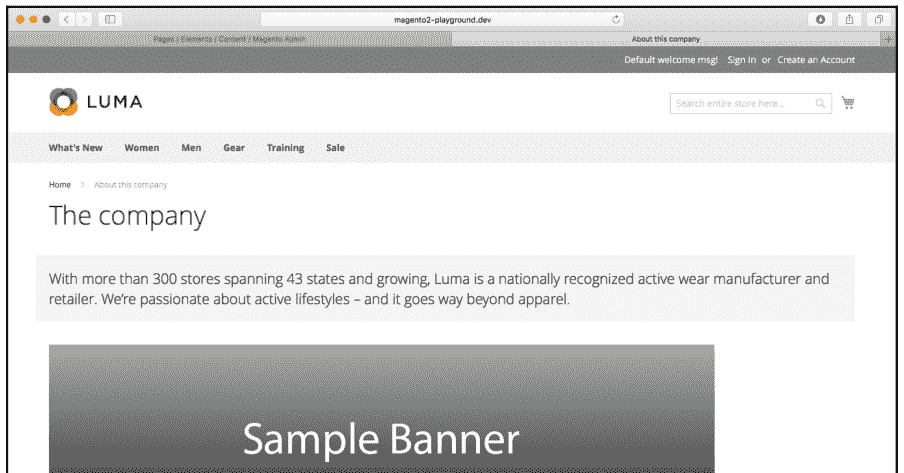 magento2-playground.dev
Pages / Elements / Content / Magento Admin
About this company
Default welcome msg! Sign In or Create an Account
LUMA
Search entire store here...
What's New Women Men Gear Training Sale
Home > About this company
The company
With more than 300 stores spanning 43 states and growing, Luma is a nationally recognized active wear manufacturer and
retailer. We're passionate about active lifestyles – and it goes way beyond apparel.
Sample Banner